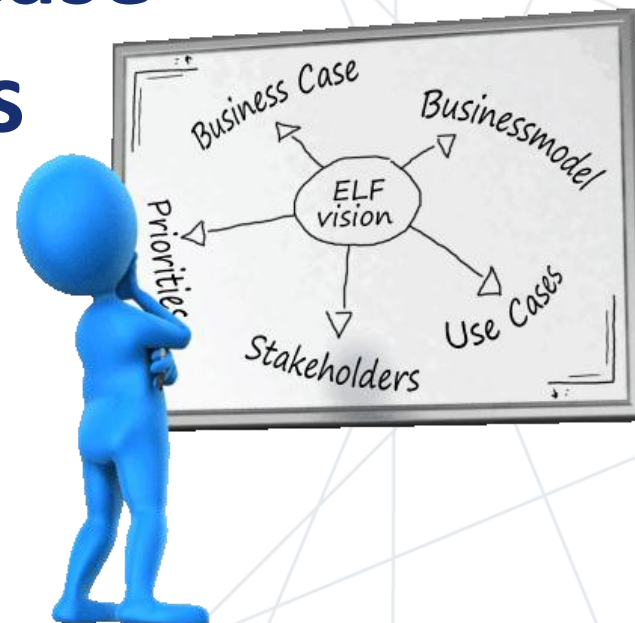 s
Business Case
Businessmodel
ELF
vision
Priorities
Use Cases
Stakeholders